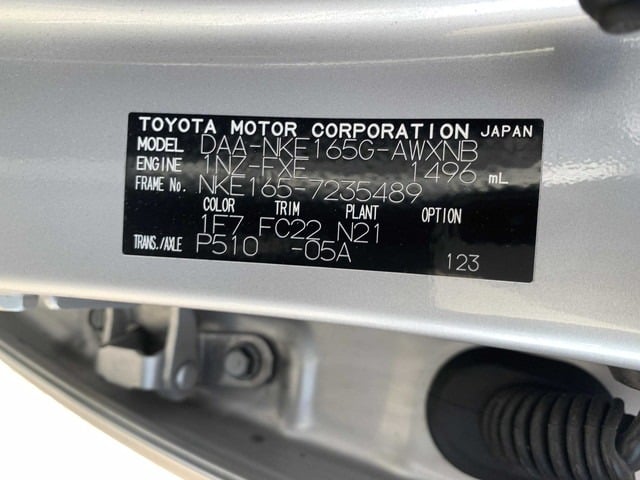 TOYOTA MOTOR CORPORATION JAPAN
MODEL DAA-NKE165G-AWXNB
ENGINE 1NZ-FXE 1496 mL
FRAME No. NKE165-7235489
COLOR TRIM PLANT OPTION
1F7 FC22 N21
TRANS./AXLE P510 -05A
123